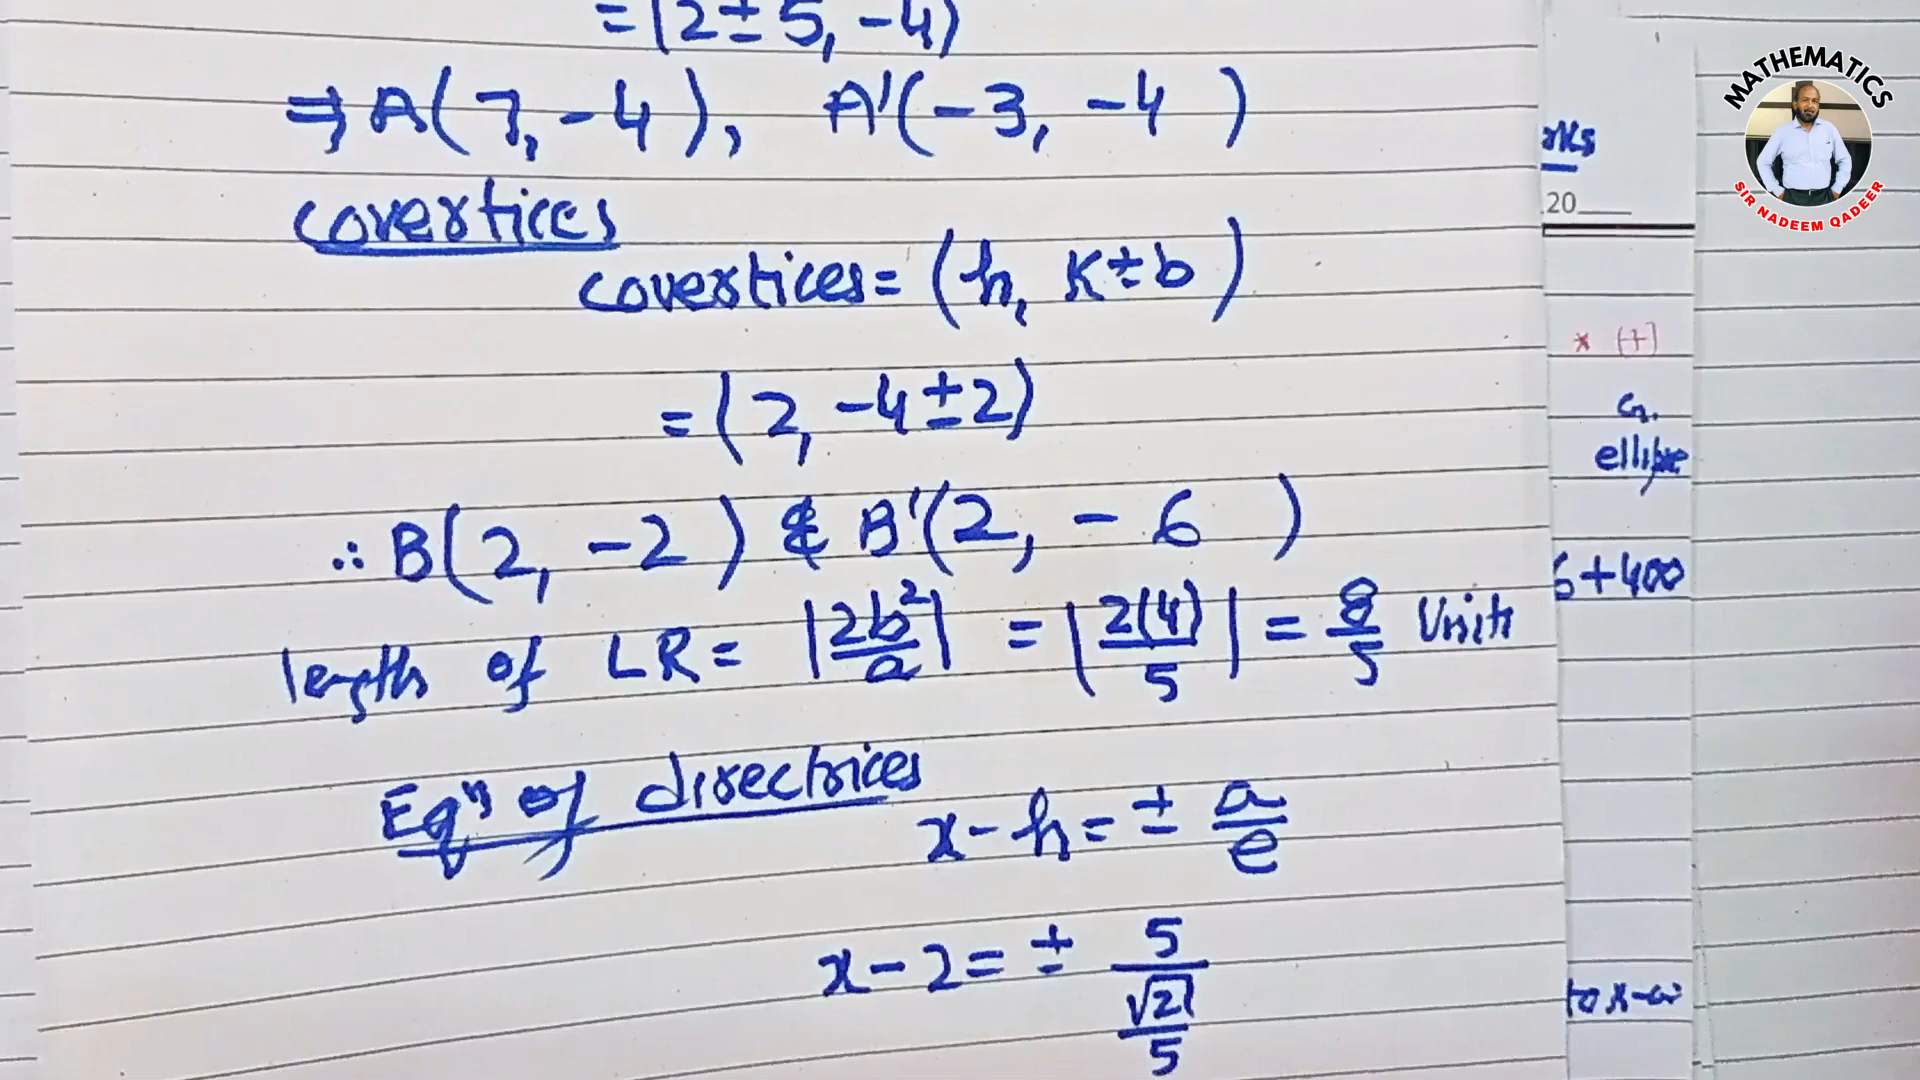 = (2 ± 5, -4)
⇒ A(7, -4), A'(-3, -4)
covertices
covertices = (h, k ± b)
= (2, -4 ± 2)
∴ B(2, -2) & B'(2, -6)
length of LR = |2b²/a| = |2(4)/5| = 8/5 Units
Eqn of directrices
x - h = ± a/e
x - 2 = ± 5/(√21/5)
rks
20
* (+)
ellipse
6+400
to x-a
MATHEMATICS
SIR NADEEM QADEER